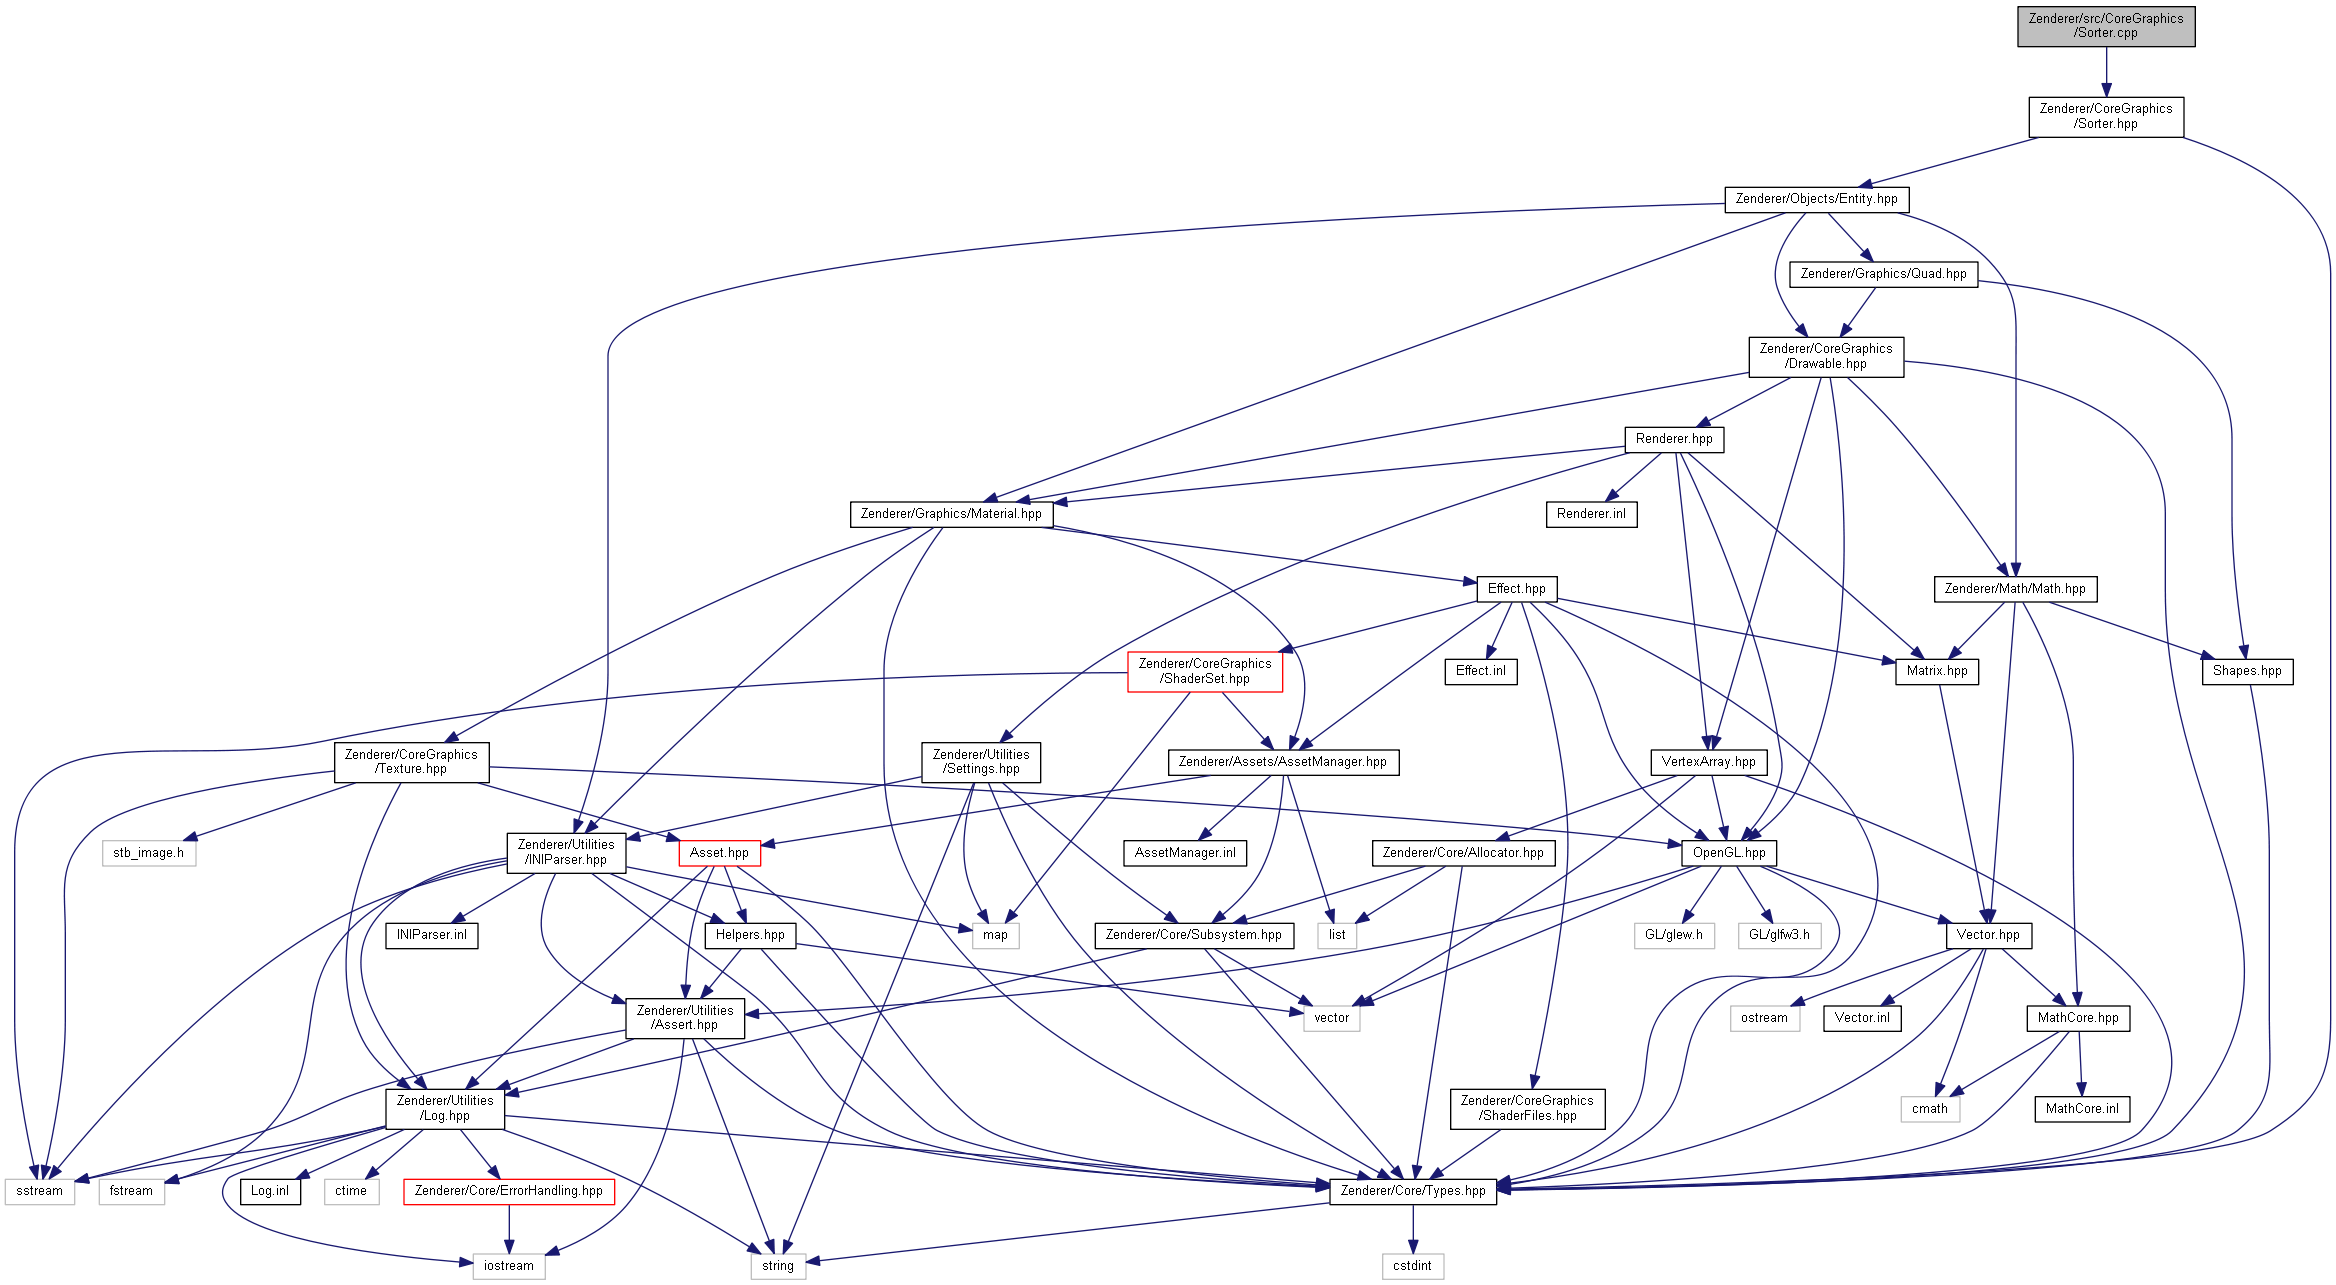 Zenderer/src/CoreGraphics
/Sorter.cpp
Zenderer/CoreGraphics
/Sorter.hpp
Zenderer/Objects/Entity.hpp
Zenderer/Graphics/Quad.hpp
Zenderer/CoreGraphics
/Drawable.hpp
Renderer.hpp
Zenderer/Graphics/Material.hpp
Renderer.inl
Effect.hpp
Zenderer/Math/Math.hpp
Zenderer/CoreGraphics
/ShaderSet.hpp
Effect.inl
Matrix.hpp
Shapes.hpp
Zenderer/CoreGraphics
/Texture.hpp
Zenderer/Utilities
/Settings.hpp
Zenderer/Assets/AssetManager.hpp
VertexArray.hpp
stb_image.h
Zenderer/Utilities
/INIParser.hpp
Asset.hpp
AssetManager.inl
Zenderer/Core/Allocator.hpp
OpenGL.hpp
INIParser.inl
Helpers.hpp
map
Zenderer/Core/Subsystem.hpp
list
GL/glew.h
GL/glfw3.h
Vector.hpp
Zenderer/Utilities
/Assert.hpp
vector
ostream
Vector.inl
MathCore.hpp
Zenderer/Utilities
/Log.hpp
Zenderer/CoreGraphics
/ShaderFiles.hpp
cmath
MathCore.inl
sstream
fstream
Log.inl
ctime
Zenderer/Core/ErrorHandling.hpp
Zenderer/Core/Types.hpp
iostream
string
cstdint